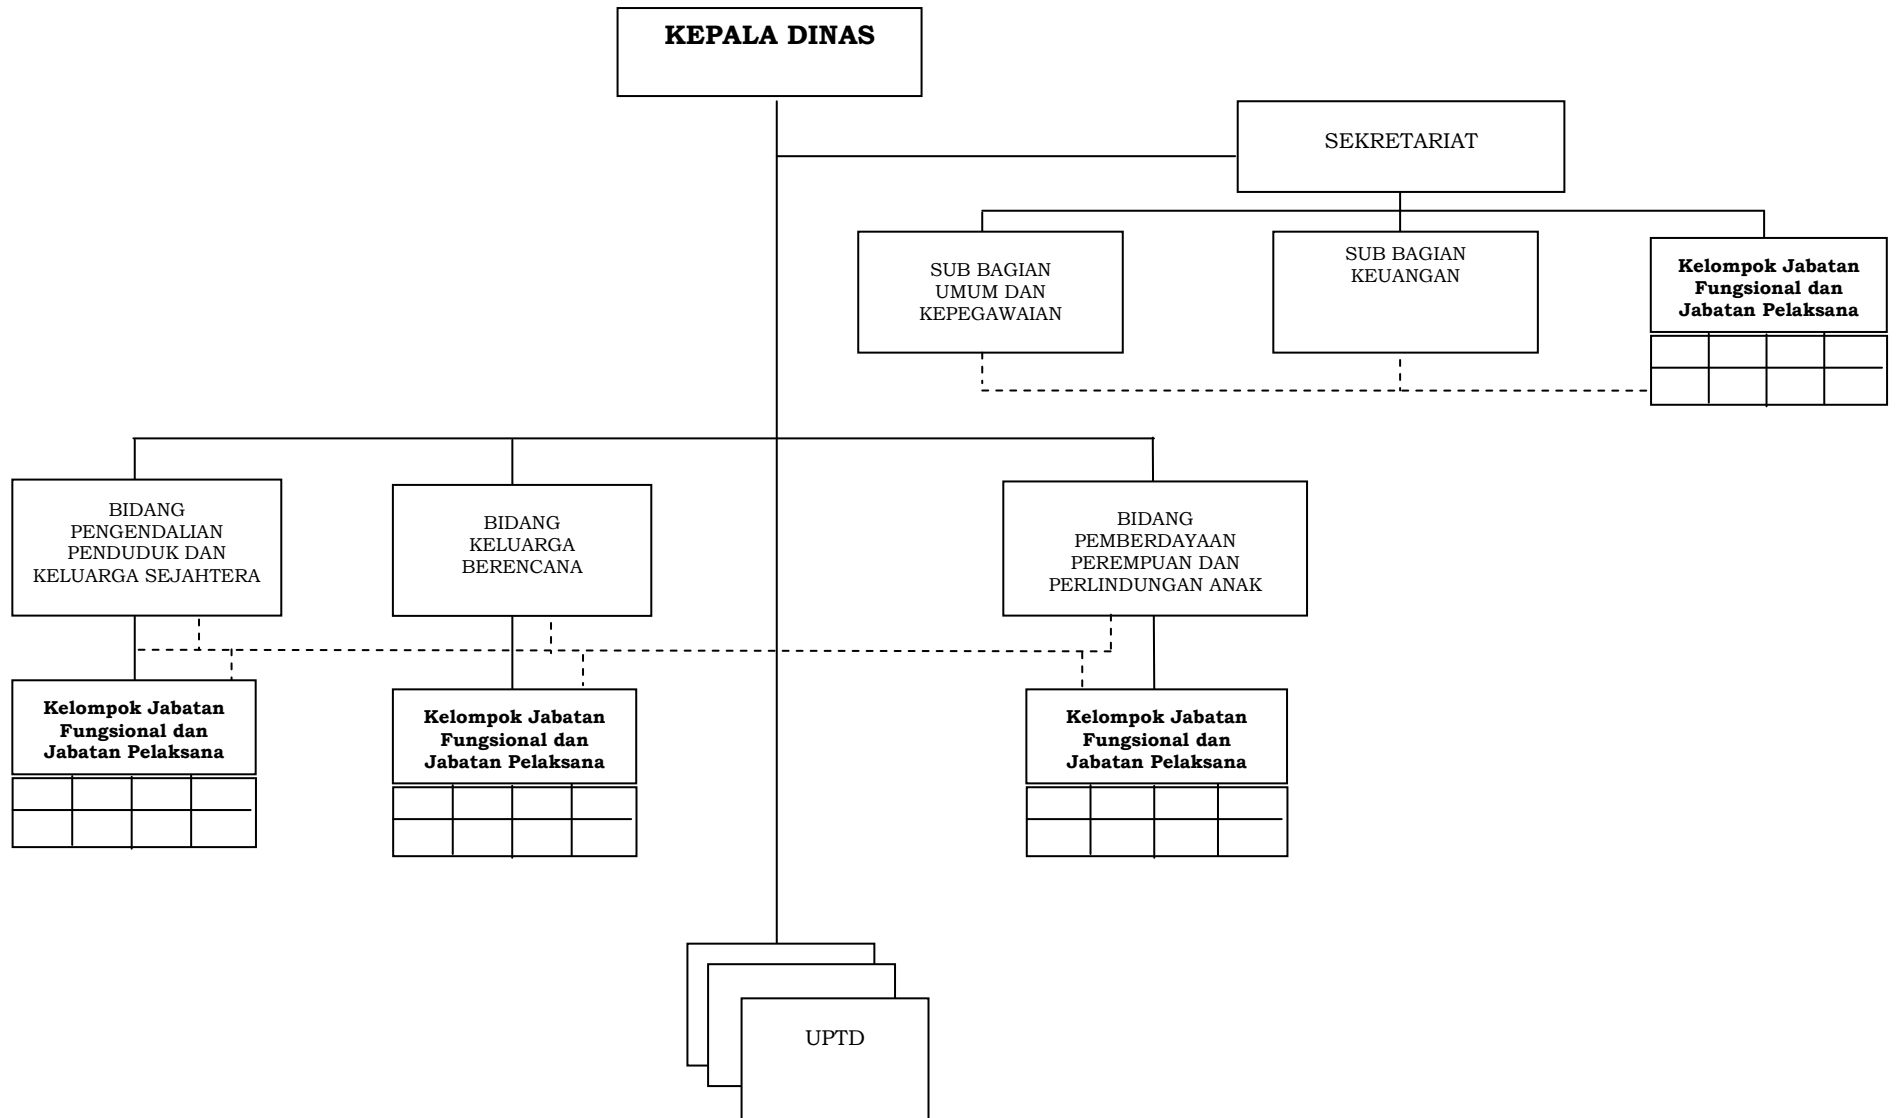 KEPALA DINAS
SEKRETARIAT
SUB BAGIAN
UMUM DAN
KEPEGAWAIAN
SUB BAGIAN
KEUANGAN
Kelompok Jabatan
Fungsional dan
Jabatan Pelaksana
BIDANG
PENGENDALIAN
PENDUDUK DAN
KELUARGA SEJAHTERA
BIDANG
KELUARGA
BERENCANA
BIDANG
PEMBERDAYAAN
PEREMPUAN DAN
PERLINDUNGAN ANAK
Kelompok Jabatan
Fungsional dan
Jabatan Pelaksana
Kelompok Jabatan
Fungsional dan
Jabatan Pelaksana
Kelompok Jabatan
Fungsional dan
Jabatan Pelaksana
UPTD